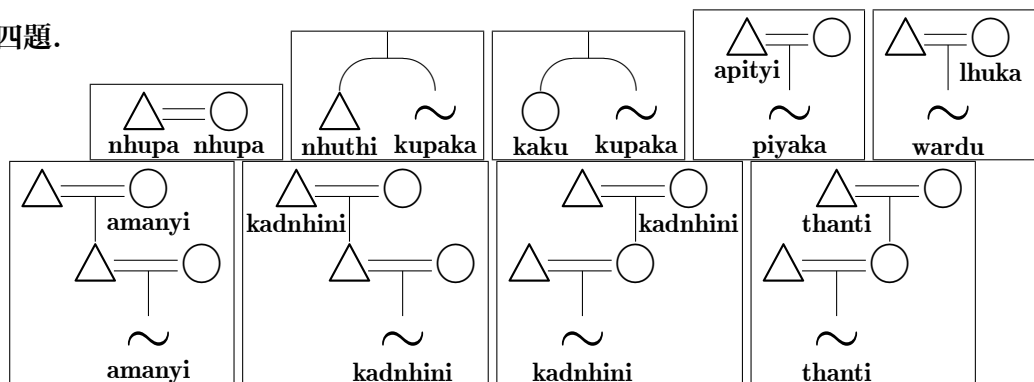 四題.
nhupa nhupa
nhuthi kupaka
kaku kupaka
apityi
piyaka
lhuka
wardu
amanyi
amanyi
kadnhini
kadnhini
kadnhini
kadnhini
thanti
thanti